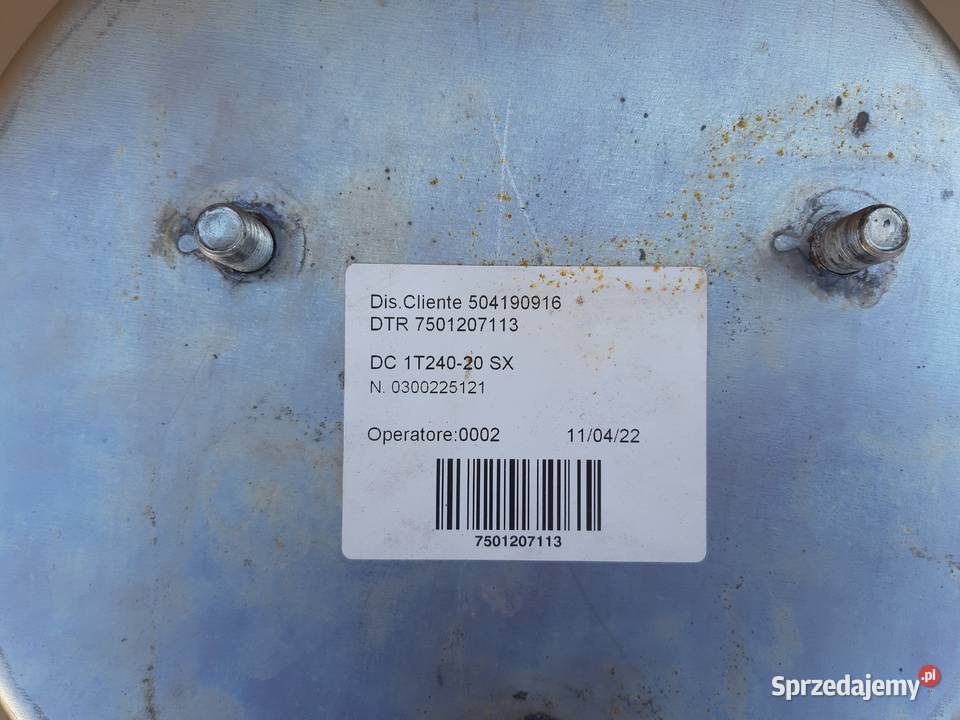 Dis.Cliente 504190916
DTR 7501207113
DC 1T240-20 SX
N. 0300225121
Operatore:0002 11/04/22
7501207113
Sprzedajemy.pl